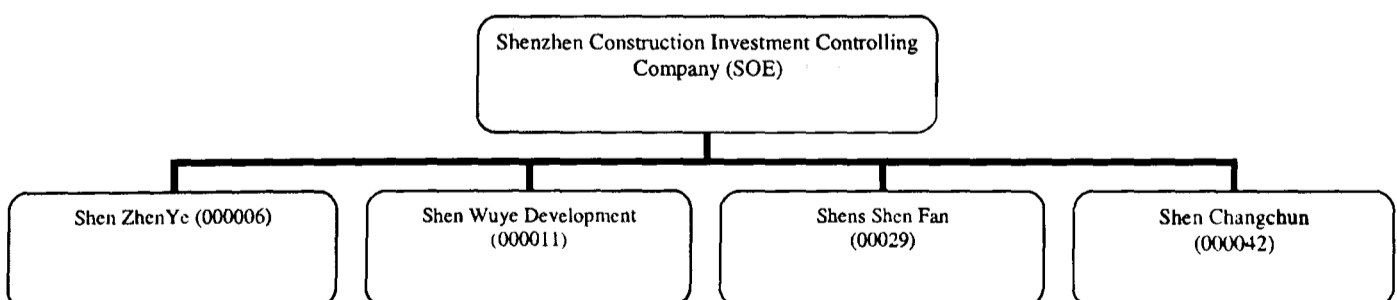 Shenzhen Construction Investment Controlling
Company (SOE)
Shen ZhenYe (000006)
Shen Wuye Development
(000011)
Shens Shen Fan
(00029)
Shen Changchun
(000042)